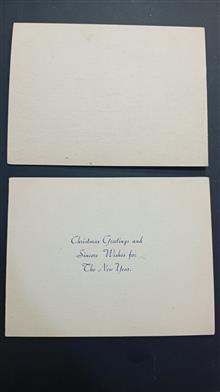 Christmas Greetings and
Sincere Wishes for
The New Year.